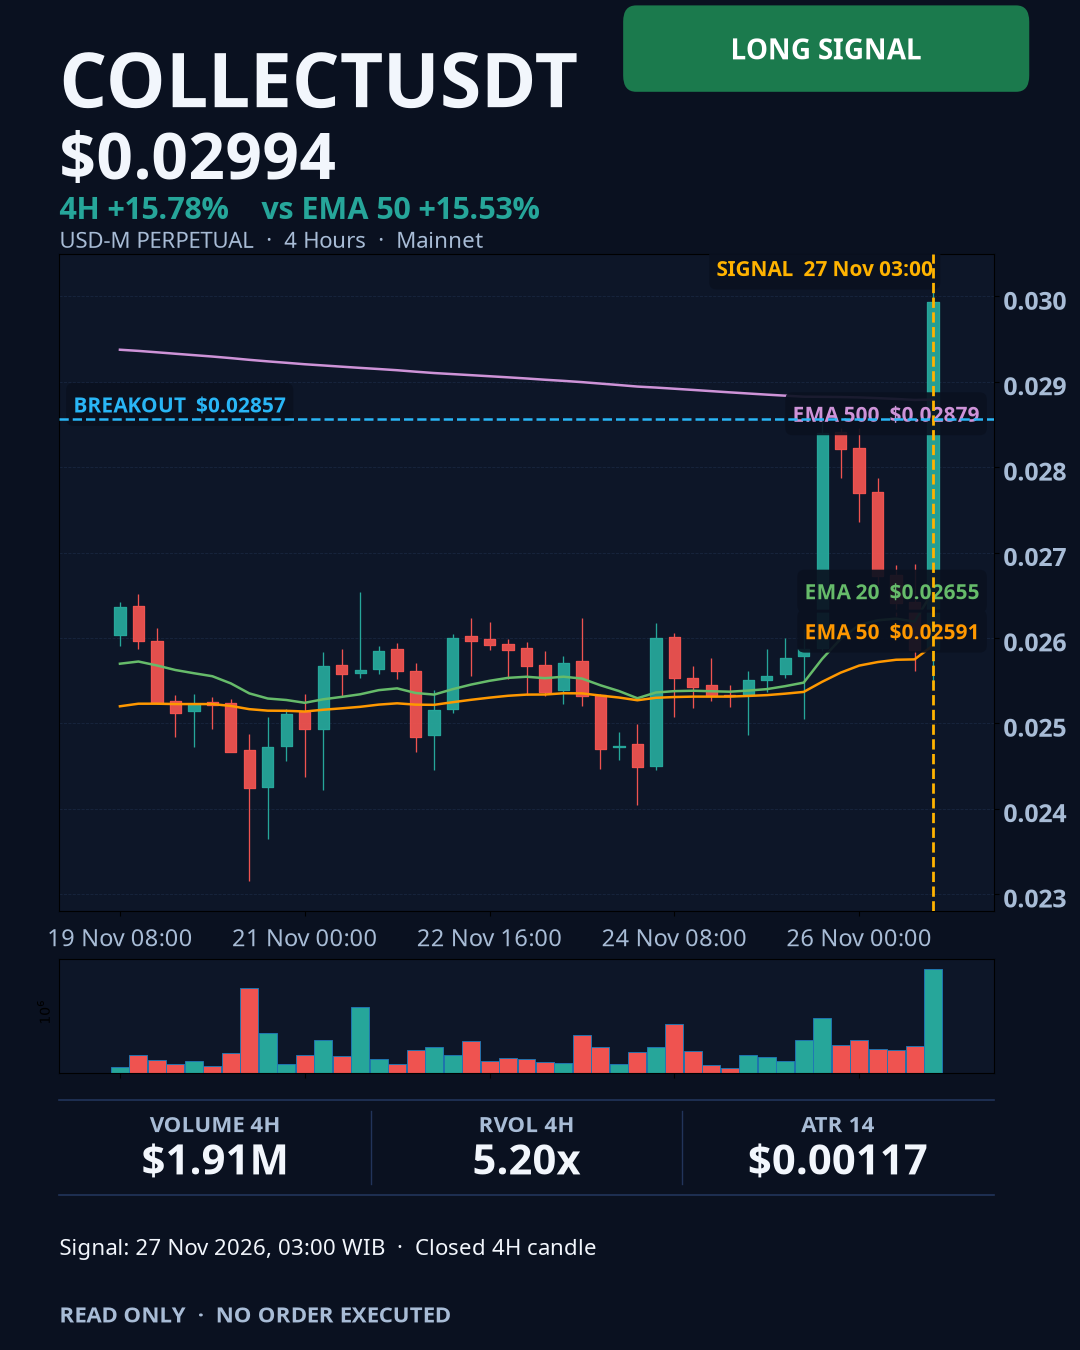 LONG SIGNAL
COLLECTUSDT
$0.02994
4H +15.78% vs EMA 50 +15.53%
USD-M PERPETUAL · 4 Hours · Mainnet
SIGNAL 27 Nov 03:00
0.030
0.029
BREAKOUT $0.02857
EMA 500 $0.02879
0.028
0.027
EMA 20 $0.02655
EMA 50 $0.02591
0.026
0.025
0.024
0.023
19 Nov 08:00 21 Nov 00:00 22 Nov 16:00 24 Nov 08:00 26 Nov 00:00
10⁶
VOLUME 4H RVOL 4H ATR 14
$1.91M 5.20x $0.00117
Signal: 27 Nov 2026, 03:00 WIB · Closed 4H candle
READ ONLY · NO ORDER EXECUTED